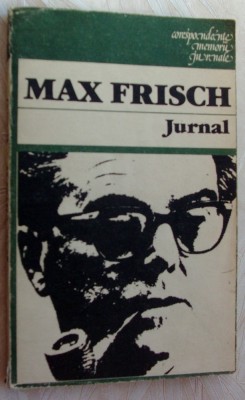 corespondențe
memorii
jurnale
MAX FRISCH
Jurnal